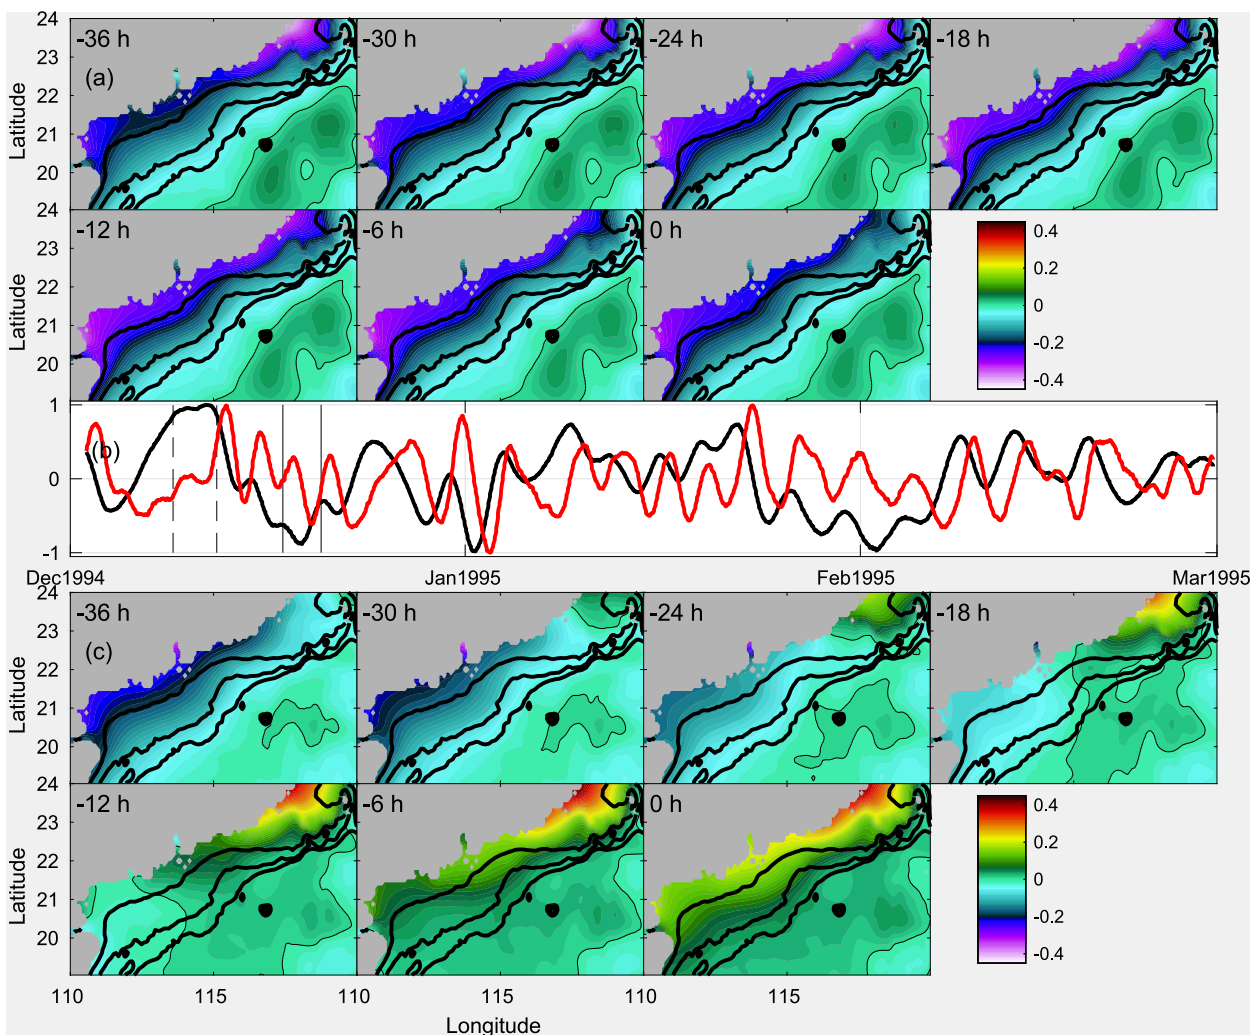 24 -36 h -30 h -24 h -18 h
(a)
23
22
21
20
Latitude
24 -12 h -6 h 0 h
23
22
21
20
Latitude
0.4
0.2
0
-0.2
-0.4
1
(b)
0
-1
Dec1994 Jan1995 Feb1995 Mar1995
24 -36 h -30 h -24 h -18 h
(c)
23
22
21
20
Latitude
24 -12 h -6 h 0 h
23
22
21
20
Latitude
0.4
0.2
0
-0.2
-0.4
110 115 110 115 110 115
Longitude